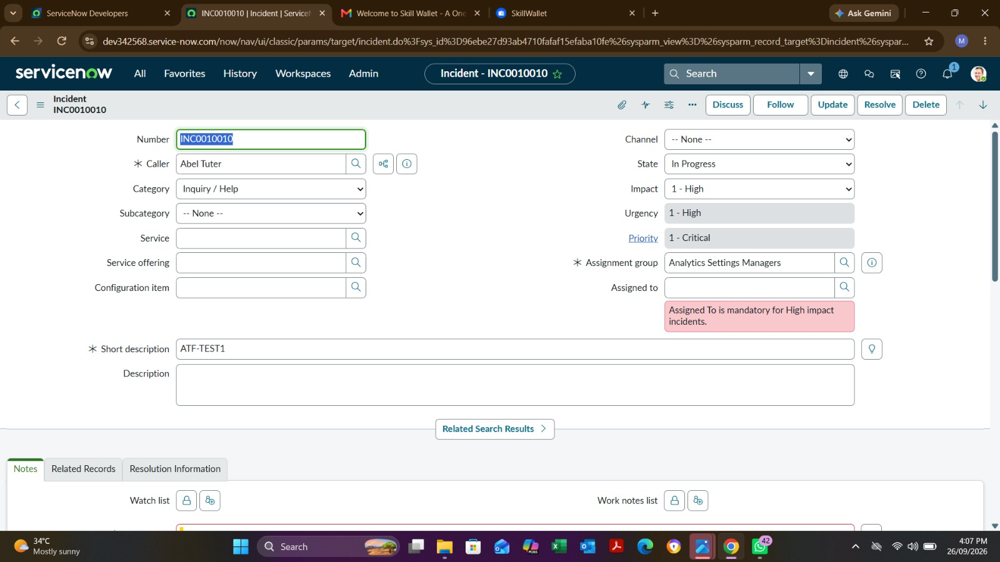 ServiceNow Developers
INC0010010 | Incident | ServiceN
Welcome to Skill Wallet - A One
SkillWallet
Ask Gemini
dev342568.service-now.com/now/nav/ui/classic/params/target/incident.do%3Fsys_id%3D96ebe27d93ab4710fafaf15efaba10fe%26sysparm_view%3D%26sysparm_record_target%3Dincident%26syspar...
M
servicenow
All
Favorites
History
Workspaces
Admin
Incident - INC0010010
Search
1
Incident
INC0010010
Discuss
Follow
Update
Resolve
Delete
Number
INC0010010
Channel
-- None --
Caller
Abel Tuter
State
In Progress
Category
Inquiry / Help
Impact
1 - High
Subcategory
-- None --
Urgency
1 - High
Service
Priority
1 - Critical
Service offering
Assignment group
Analytics Settings Managers
Configuration item
Assigned to
Assigned To is mandatory for High impact
incidents.
Short description
ATF-TEST1
Description
Related Search Results
Notes
Related Records
Resolution Information
Watch list
Work notes list
34°C
Mostly sunny
Search
M365
42
4:07 PM
26/09/2026